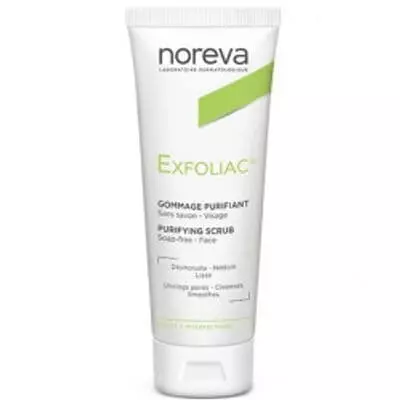 noreva
LABORATOIRE DERMATOLOGIQUE
EXFOLIAC
GOMMAGE PURIFIANT
Sans savon - Visage
PURIFYING SCRUB
Soap-free - Face
Désincruste - Nettoie
Lisse
Unclogs pores - Cleanses
Smoothes